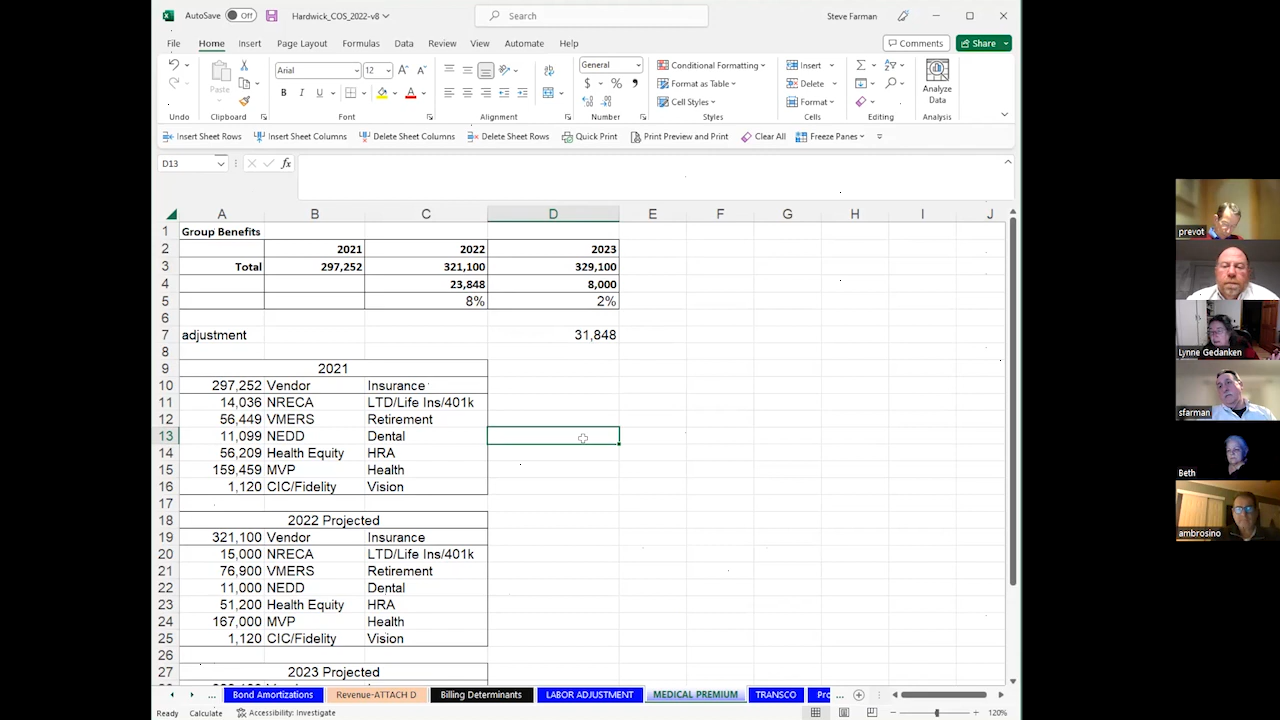 AutoSave Off Hardwick_COS_2022-v8 Search Steve Farman
File Home Insert Page Layout Formulas Data Review View Automate Help Comments Share
Paste Arial 12 General Conditional Formatting Insert
B I U $ % Format as Table Delete Analyze
Cell Styles Format Data
Clipboard Font Alignment Number Styles Cells Editing Analysis
Insert Sheet Rows Insert Sheet Columns Delete Sheet Columns Delete Sheet Rows Quick Print Print Preview and Print Clear All Freeze Panes
D13 fx
A B C D E F G H I J
1 Group Benefits
2 2021 2022 2023
3 Total 297,252 321,100 329,100
4 23,848 8,000
5 8% 2%
6
7 adjustment 31,848
8
9 2021
10 297,252 Vendor Insurance
11 14,036 NRECA LTD/Life Ins/401k
12 56,449 VMERS Retirement
13 11,099 NEDD Dental
14 56,209 Health Equity HRA
15 159,459 MVP Health
16 1,120 CIC/Fidelity Vision
17
18 2022 Projected
19 321,100 Vendor Insurance
20 15,000 NRECA LTD/Life Ins/401k
21 76,900 VMERS Retirement
22 11,000 NEDD Dental
23 51,200 Health Equity HRA
24 167,000 MVP Health
25 1,120 CIC/Fidelity Vision
26
27 2023 Projected
... Bond Amortizations Revenue-ATTACH D Billing Determinants LABOR ADJUSTMENT MEDICAL PREMIUM TRANSCO Pro ...
Ready Calculate Accessibility: Investigate 120%
prevot
Lynne Gedanken
sfarman
Beth
ambrosino